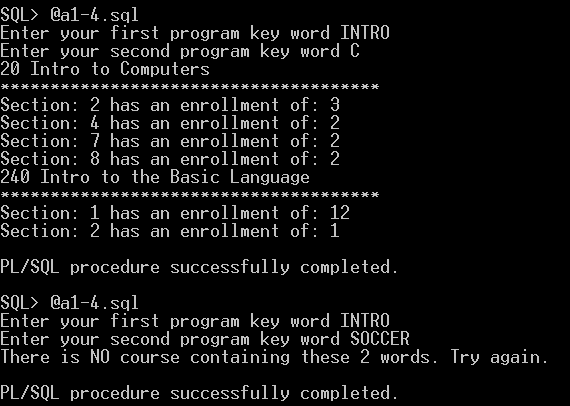 SQL> @a1-4.sql
Enter your first program key word INTRO
Enter your second program key word C
20 Intro to Computers
**************************************
Section: 2 has an enrollment of: 3
Section: 4 has an enrollment of: 2
Section: 7 has an enrollment of: 2
Section: 8 has an enrollment of: 2
240 Intro to the Basic Language
**************************************
Section: 1 has an enrollment of: 12
Section: 2 has an enrollment of: 1
PL/SQL procedure successfully completed.
SQL> @a1-4.sql
Enter your first program key word INTRO
Enter your second program key word SOCCER
There is NO course containing these 2 words. Try again.
PL/SQL procedure successfully completed.